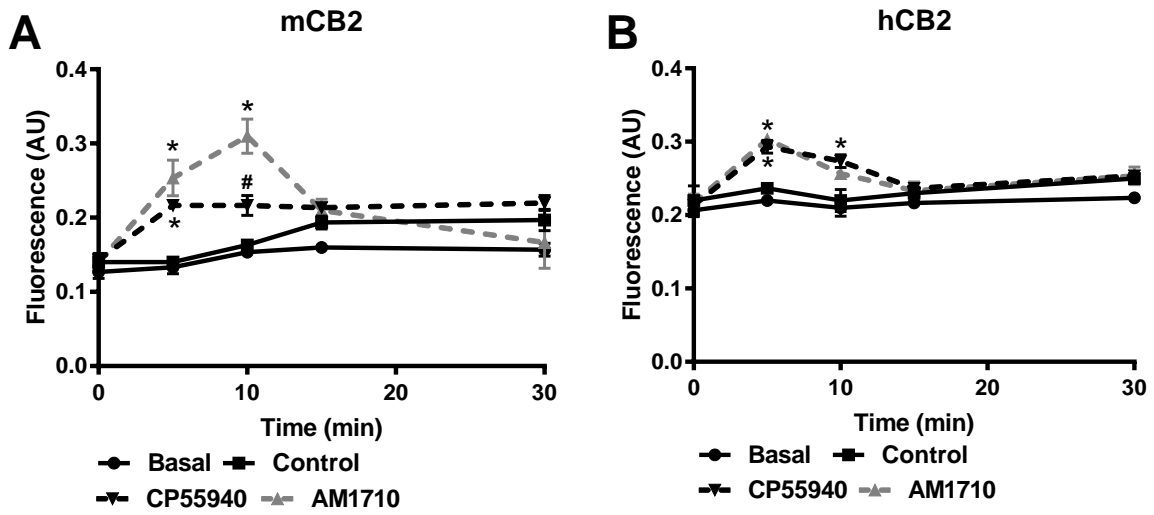 A
mCB2
Fluorescence (AU)
0.4
0.3
0.2
0.1
0.0
*
*
#
*
0
10
20
30
Time (min)
Basal
Control
CP55940
AM1710
B
hCB2
Fluorescence (AU)
0.4
0.3
0.2
0.1
0.0
*
*
*
0
10
20
30
Time (min)
Basal
Control
CP55940
AM1710